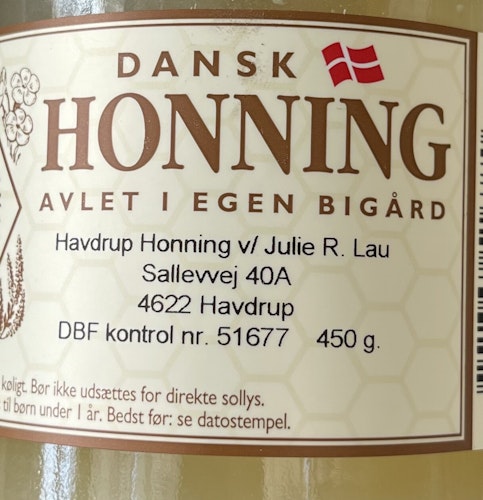 DANSK
HONNING
AVLET I EGEN BIGÅRD
Havdrup Honning v/ Julie R. Lau
Sallevvej 40A
4622 Havdrup
DBF kontrol nr. 51677 450 g.
køligt. Bør ikke udsættes for direkte sollys.
til børn under 1 år. Bedst før: se datostempel.